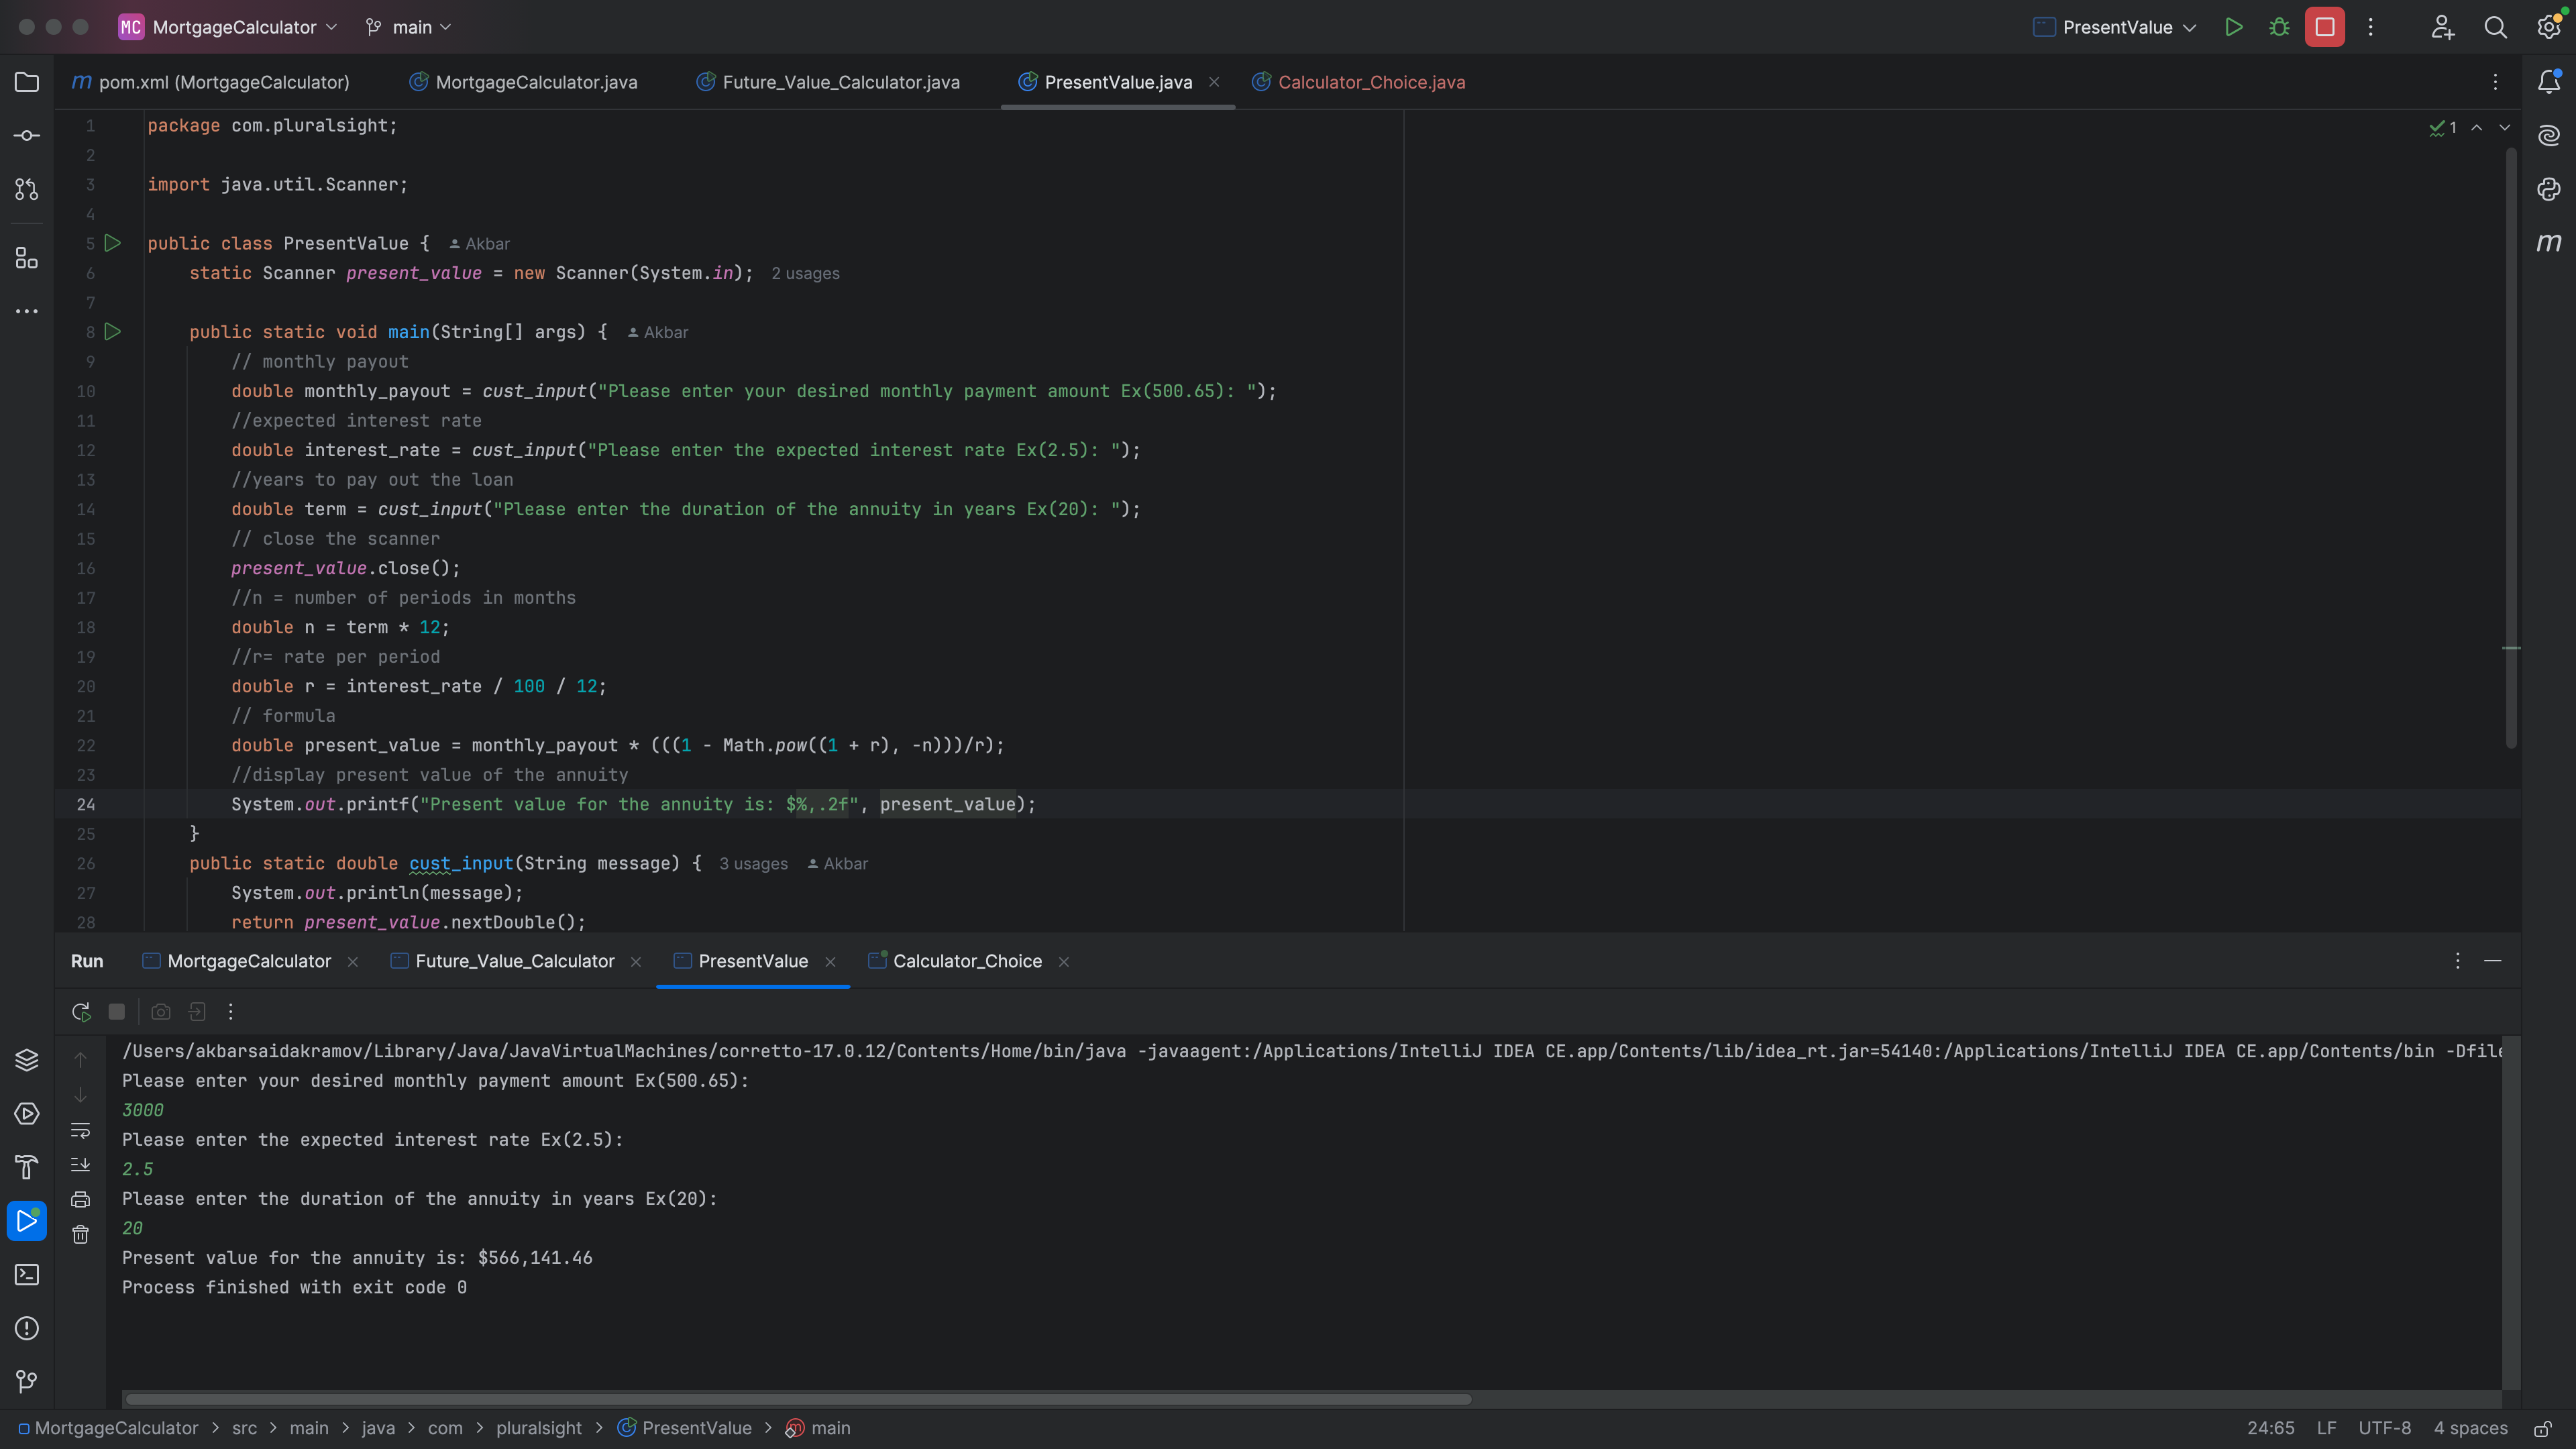 MC MortgageCalculator main PresentValue
pom.xml (MortgageCalculator) MortgageCalculator.java Future_Value_Calculator.java PresentValue.java Calculator_Choice.java
1 package com.pluralsight; 1
2
3 import java.util.Scanner;
4
5 public class PresentValue { Akbar
6 static Scanner present_value = new Scanner(System.in); 2 usages
7
8 public static void main(String[] args) { Akbar
9 // monthly payout
10 double monthly_payout = cust_input("Please enter your desired monthly payment amount Ex(500.65): ");
11 //expected interest rate
12 double interest_rate = cust_input("Please enter the expected interest rate Ex(2.5): ");
13 //years to pay out the loan
14 double term = cust_input("Please enter the duration of the annuity in years Ex(20): ");
15 // close the scanner
16 present_value.close();
17 //n = number of periods in months
18 double n = term * 12;
19 //r= rate per period
20 double r = interest_rate / 100 / 12;
21 // formula
22 double present_value = monthly_payout * (((1 - Math.pow((1 + r), -n)))/r);
23 //display present value of the annuity
24 System.out.printf("Present value for the annuity is: $%,.2f", present_value);
25 }
26 public static double cust_input(String message) { 3 usages Akbar
27 System.out.println(message);
28 return present_value.nextDouble();
Run MortgageCalculator Future_Value_Calculator PresentValue Calculator_Choice
/Users/akbarsaidakramov/Library/Java/JavaVirtualMachines/corretto-17.0.12/Contents/Home/bin/java -javaagent:/Applications/IntelliJ IDEA CE.app/Contents/lib/idea_rt.jar=54140:/Applications/IntelliJ IDEA CE.app/Contents/bin -Dfile
Please enter your desired monthly payment amount Ex(500.65):
3000
Please enter the expected interest rate Ex(2.5):
2.5
Please enter the duration of the annuity in years Ex(20):
20
Present value for the annuity is: $566,141.46
Process finished with exit code 0
MortgageCalculator > src > main > java > com > pluralsight > PresentValue > main 24:65 LF UTF-8 4 spaces